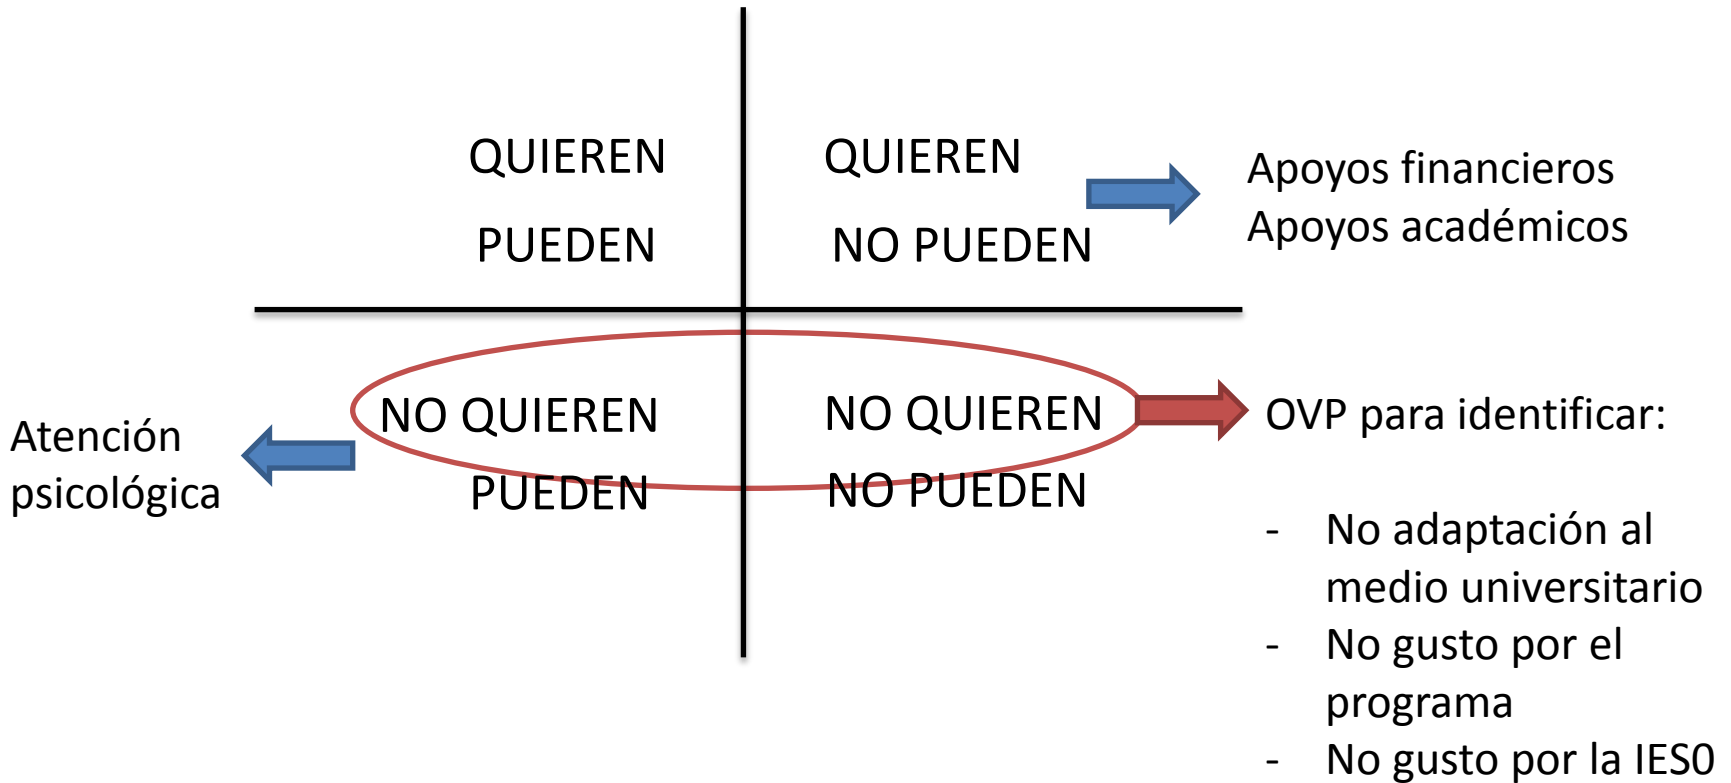 QUIEREN
PUEDEN
QUIEREN
NO PUEDEN
Apoyos financieros
Apoyos académicos
Atención
psicológica
NO QUIEREN
PUEDEN
NO QUIEREN
NO PUEDEN
OVP para identificar:
- No adaptación al
medio universitario
- No gusto por el
programa
- No gusto por la IES0